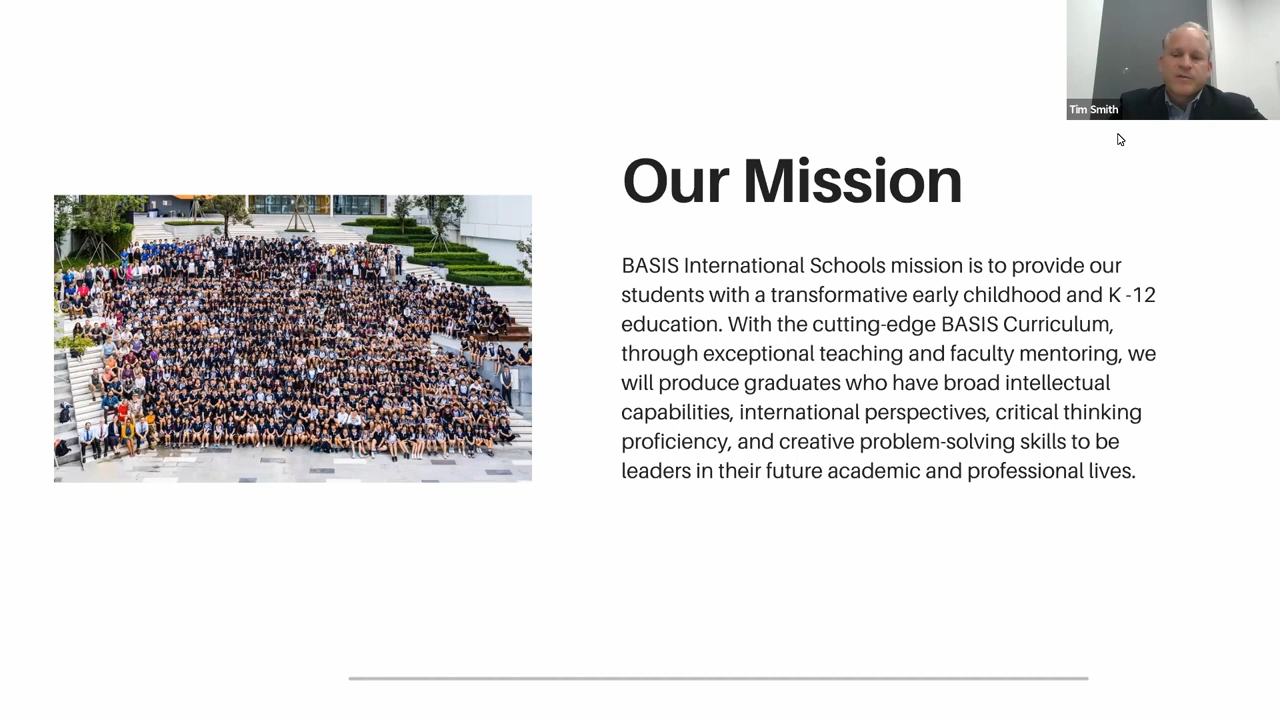 Tim Smith
Our Mission
BASIS International Schools mission is to provide our
students with a transformative early childhood and K -12
education. With the cutting-edge BASIS Curriculum,
through exceptional teaching and faculty mentoring, we
will produce graduates who have broad intellectual
capabilities, international perspectives, critical thinking
proficiency, and creative problem-solving skills to be
leaders in their future academic and professional lives.